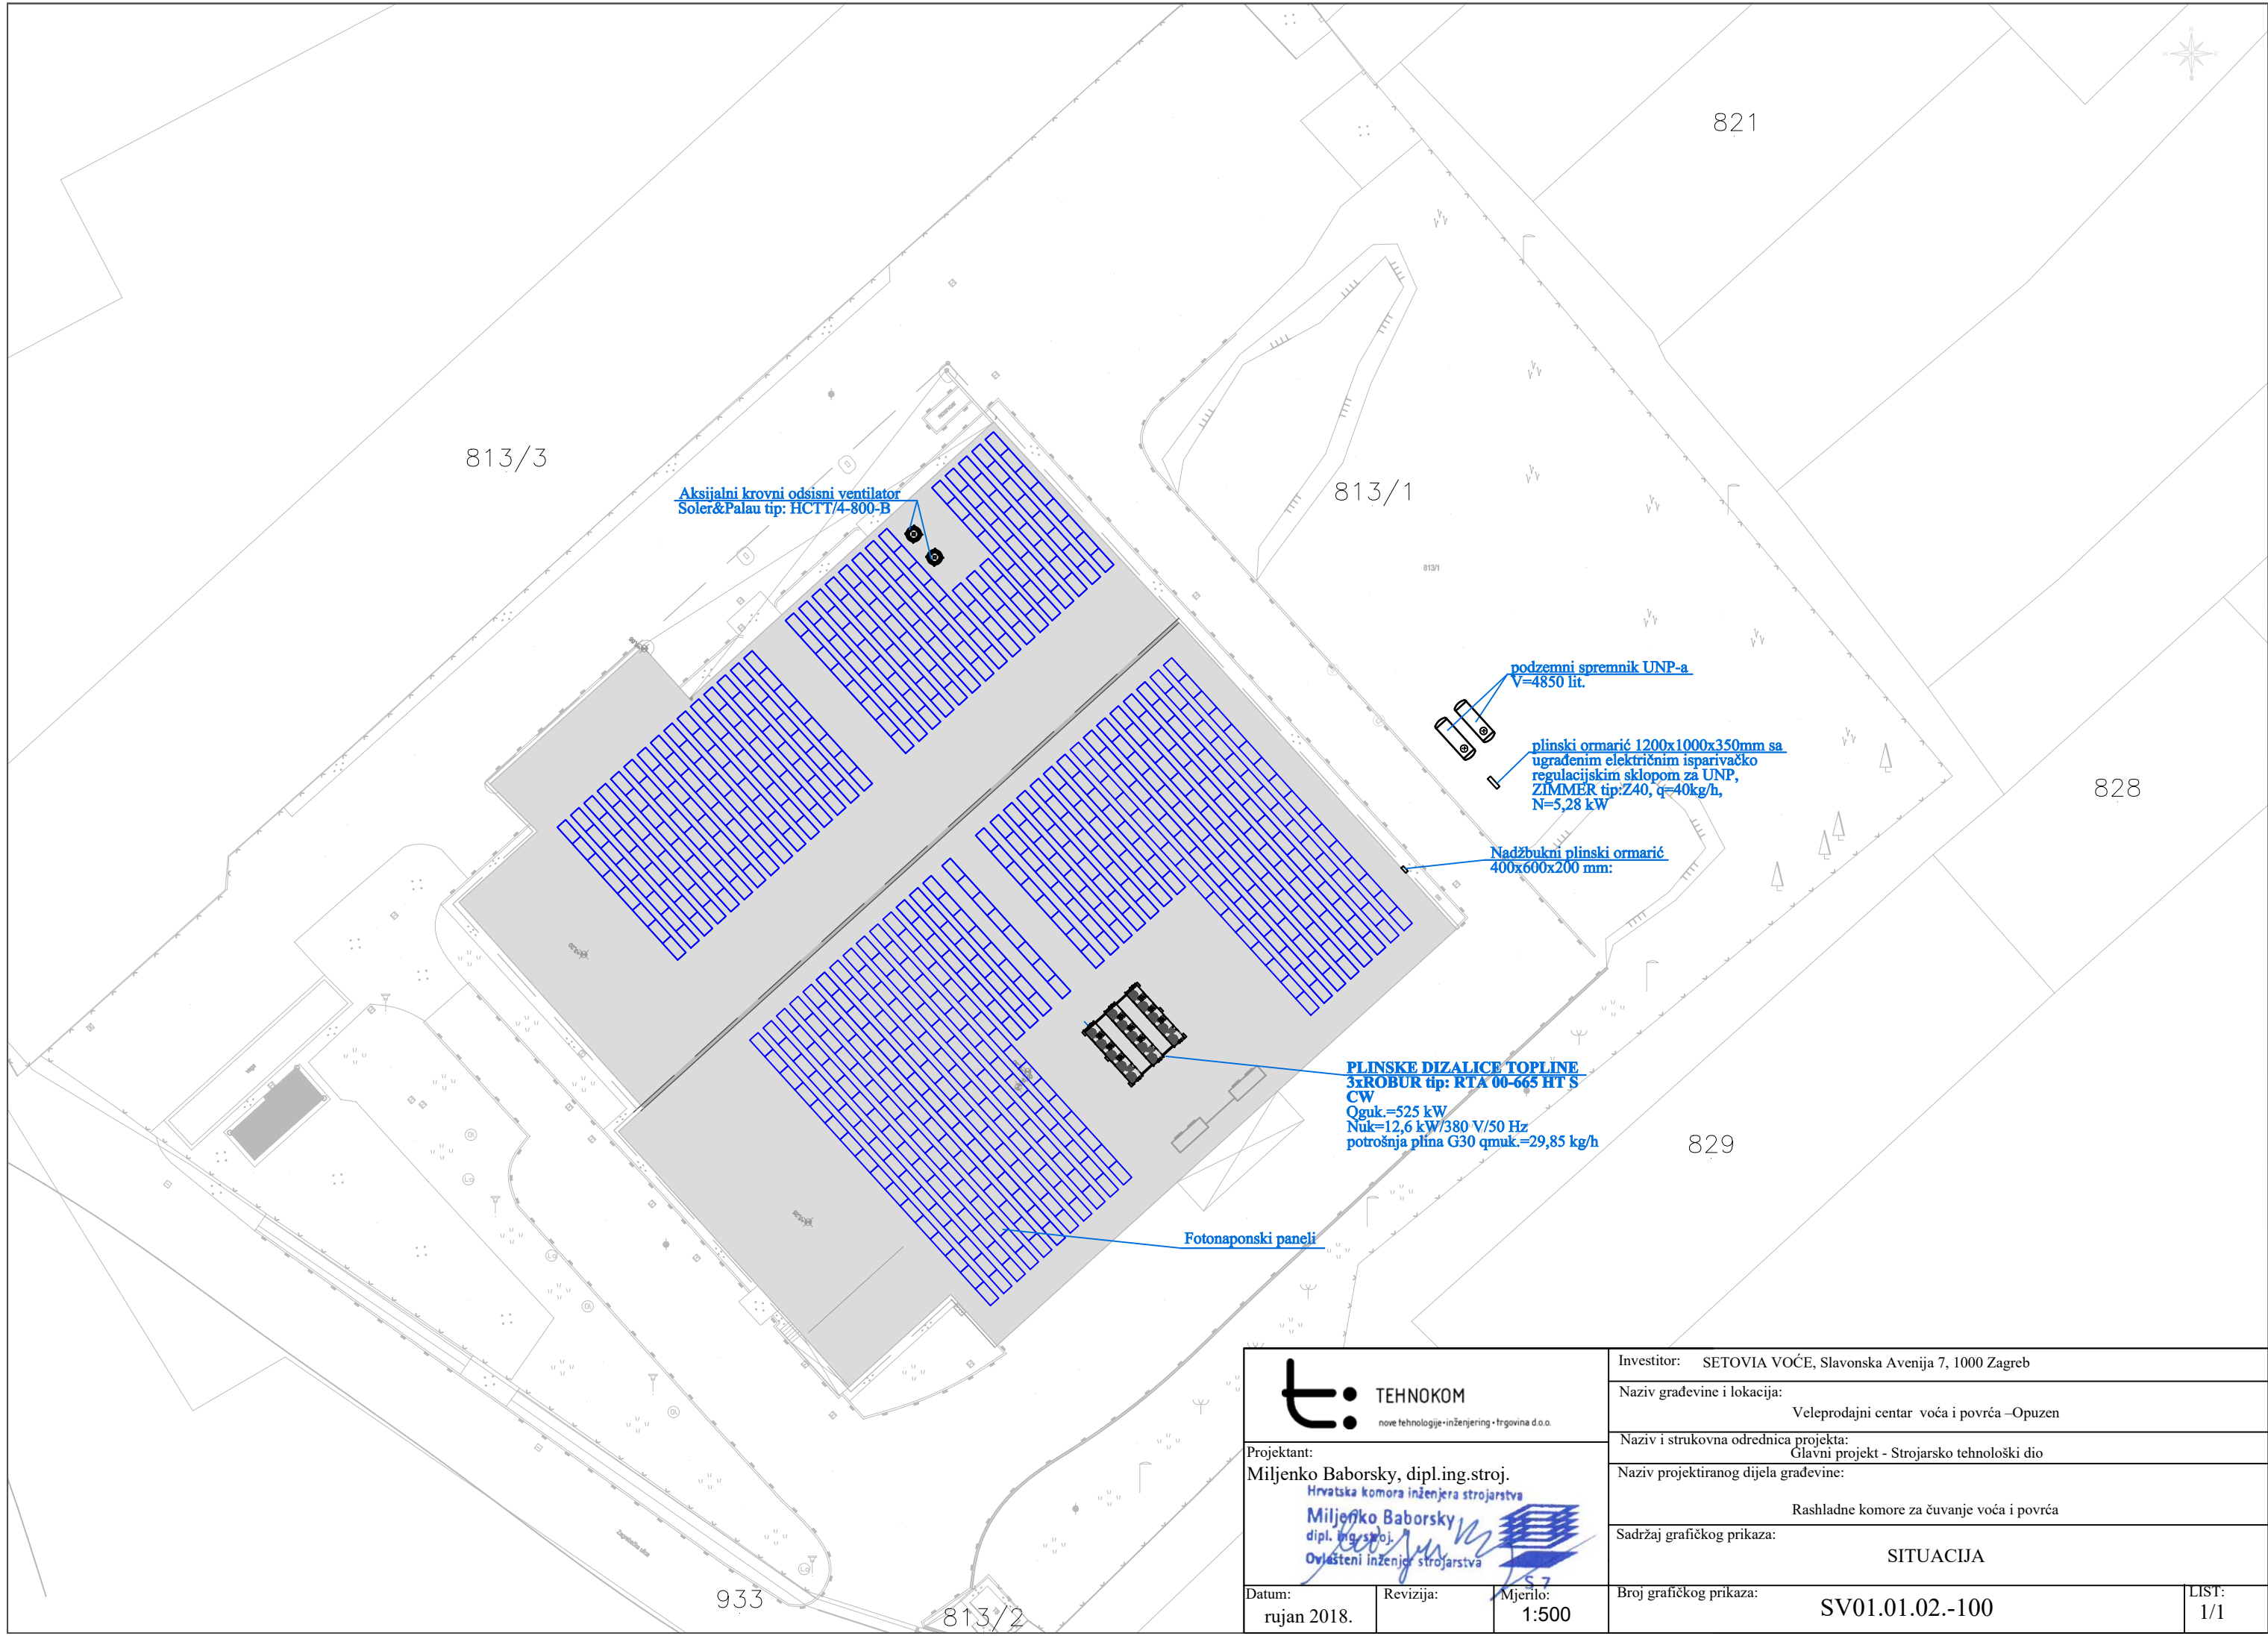 821
813/3
813/1
813/1
Aksijalni krovni odsisni ventilator
Soler&Palau tip: HCTT/4-800-B
podzemni spremnik UNP-a
V=4850 lit.
plinski ormarić 1200x1000x350mm sa
ugrađenim električnim isparivačko
regulacijskim sklopom za UNP,
ZIMMER tip:Z40, q=40kg/h,
N=5,28 kW
828
Nadžbukni plinski ormarić
400x600x200 mm:
PLINSKE DIZALICE TOPLINE
3xROBUR tip: RTA 00-665 HT S
CW
Qguk.=525 kW
Nuk=12,6 kW/380 V/50 Hz
potrošnja plina G30 qmuk.=29,85 kg/h
829
Fotonaponski paneli
933
813/2
TEHNOKOM
nove tehnologije•inženjering•trgovina d.o.o.
Projektant:
Miljenko Baborsky, dipl.ing.stroj.
Hrvatska komora inženjera strojarstva
Miljenko Baborsky
dipl. ing. stroj.
Ovlašteni inženjer strojarstva
S 7
Datum:
rujan 2018.
Revizija:
Mjerilo:
1:500
Investitor: SETOVIA VOĆE, Slavonska Avenija 7, 1000 Zagreb
Naziv građevine i lokacija:
Veleprodajni centar voća i povrća –Opuzen
Naziv i strukovna odrednica projekta:
Glavni projekt - Strojarsko tehnološki dio
Naziv projektiranog dijela građevine:
Rashladne komore za čuvanje voća i povrća
Sadržaj grafičkog prikaza:
SITUACIJA
Broj grafičkog prikaza:
SV01.01.02.-100
LIST:
1/1